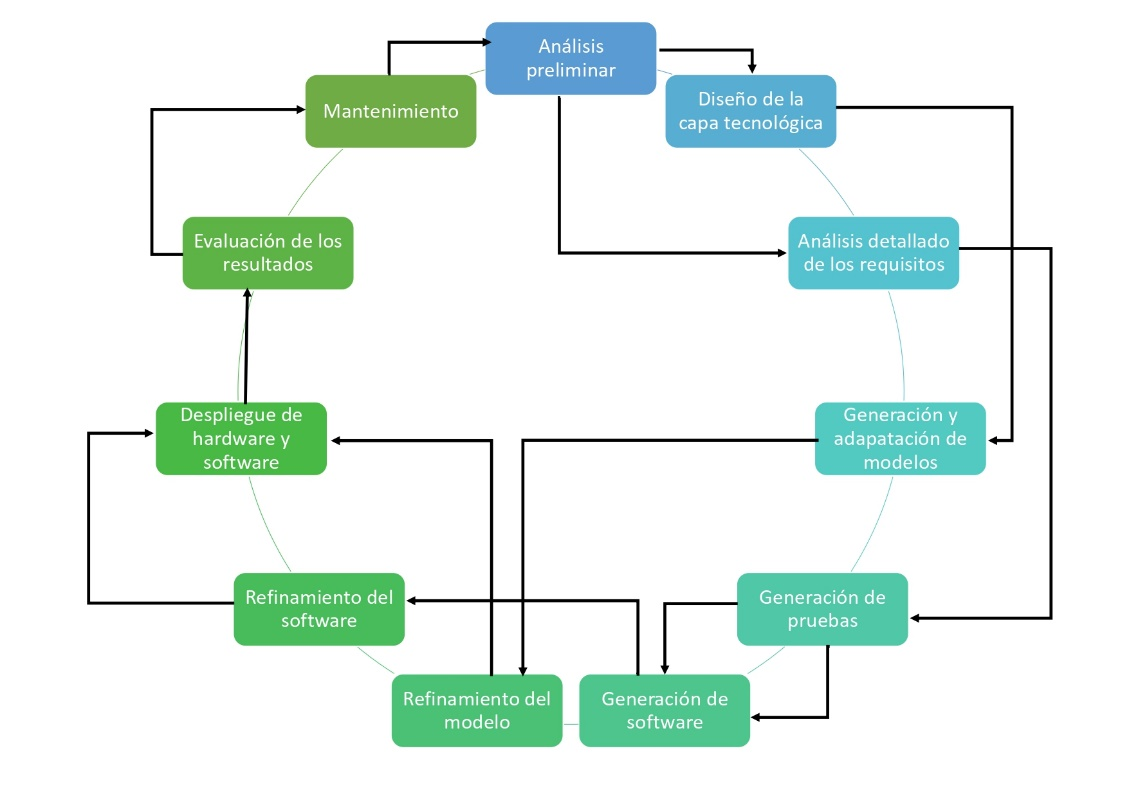 Análisis
preliminar
Diseño de la
capa tecnológica
Análisis detallado
de los requisitos
Generación y
adapatación de
modelos
Generación de
pruebas
Generación de
software
Refinamiento del
modelo
Refinamiento del
software
Despliegue de
hardware y
software
Evaluación de los
resultados
Mantenimiento